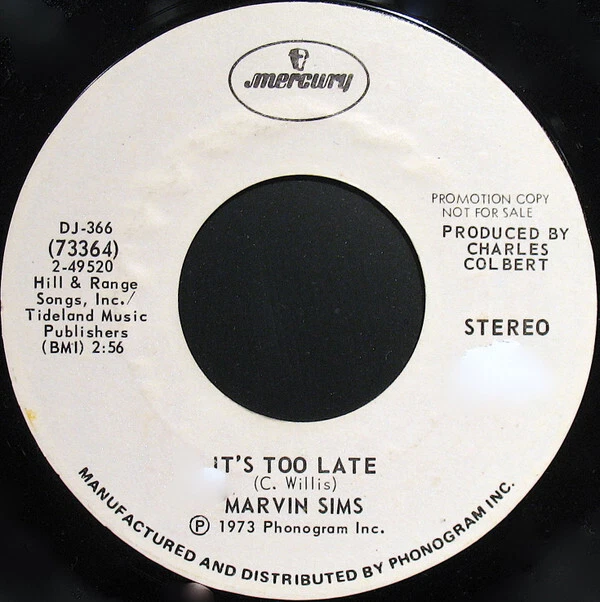 mercury
PROMOTION COPY
NOT FOR SALE
PRODUCED BY
CHARLES
COLBERT
STEREO
DJ-366
(73364)
2-49520
Hill & Range
Songs, Inc./
Tideland Music
Publishers
(BMI) 2:56
IT'S TOO LATE
(C. Willis)
MARVIN SIMS
Ⓟ 1973 Phonogram Inc.
MANUFACTURED AND DISTRIBUTED BY PHONOGRAM INC.